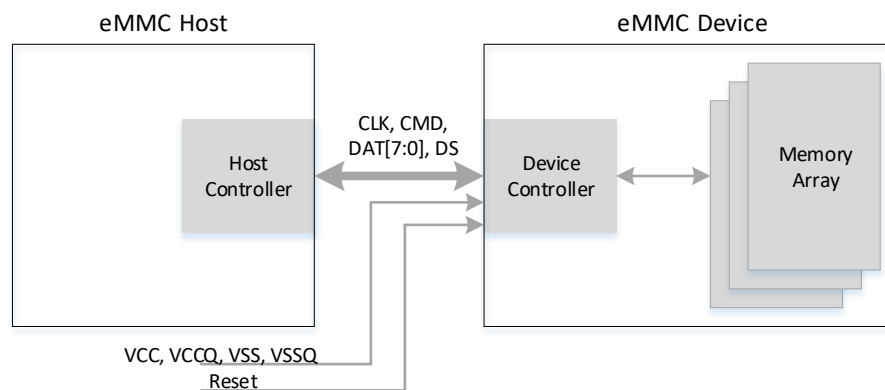 eMMC Host
eMMC Device
CLK, CMD,
DAT[7:0], DS
Host
Controller
Device
Controller
Memory
Array
VCC, VCCQ, VSS, VSSQ
Reset